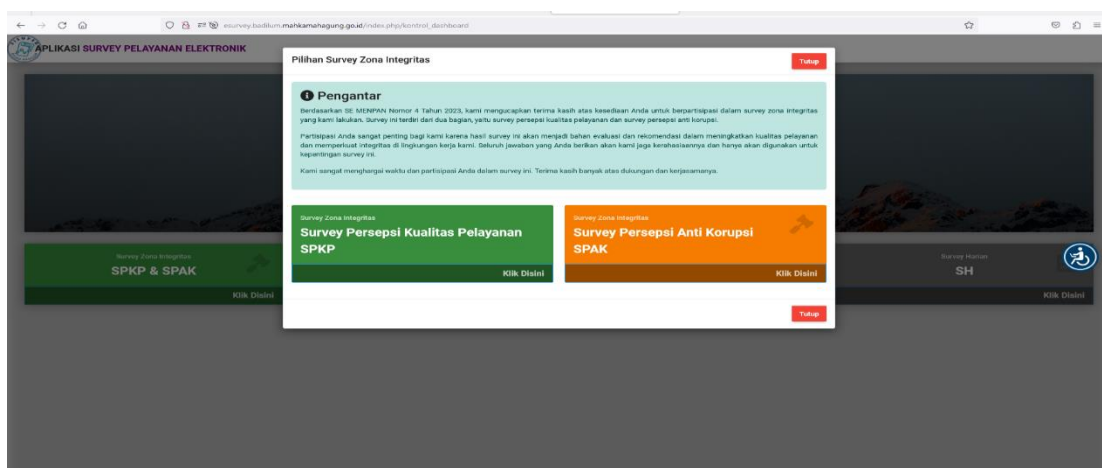 esurvey.badilum.mahkamahagung.go.id/index.php/kontrol_dashboard
APLIKASI SURVEY PELAYANAN ELEKTRONIK
Pilihan Survey Zona Integritas
Tutup
Pengantar
Berdasarkan SE MENPAN Nomor 4 Tahun 2023, kami mengucapkan terima kasih atas kesediaan Anda untuk berpartisipasi dalam survey zona integritas
yang kami lakukan. Survey ini terdiri dari dua bagian, yaitu survey persepsi kualitas pelayanan dan survey persepsi anti korupsi.
Partisipasi Anda sangat penting bagi kami karena hasil survey ini akan menjadi bahan evaluasi dan rekomendasi dalam meningkatkan kualitas pelayanan
dan memperkuat integritas di lingkungan kerja kami. Seluruh jawaban yang Anda berikan akan kami jaga kerahasiaannya dan hanya akan digunakan untuk
kepentingan survey ini.
Kami sangat menghargai waktu dan partisipasi Anda dalam survey ini. Terima kasih banyak atas dukungan dan kerjasamanya.
Survey Zona Integritas
Survey Persepsi Kualitas Pelayanan
SPKP
Klik Disini
Survey Zona Integritas
Survey Persepsi Anti Korupsi
SPAK
Klik Disini
Tutup
Survey Zona Integritas
SPKP & SPAK
Klik Disini
Survey Harian
SH
Klik Disini